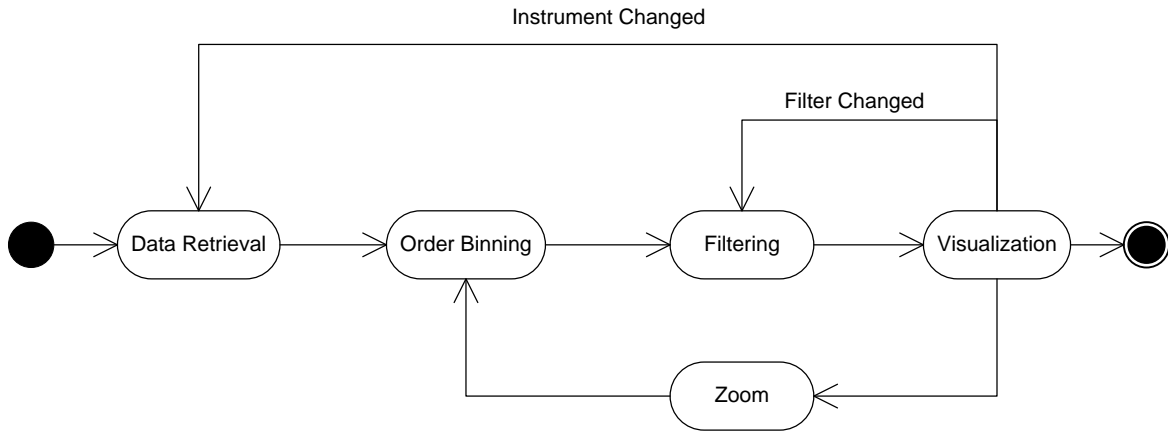 Instrument Changed
Filter Changed
Data Retrieval
Order Binning
Filtering
Visualization
Zoom